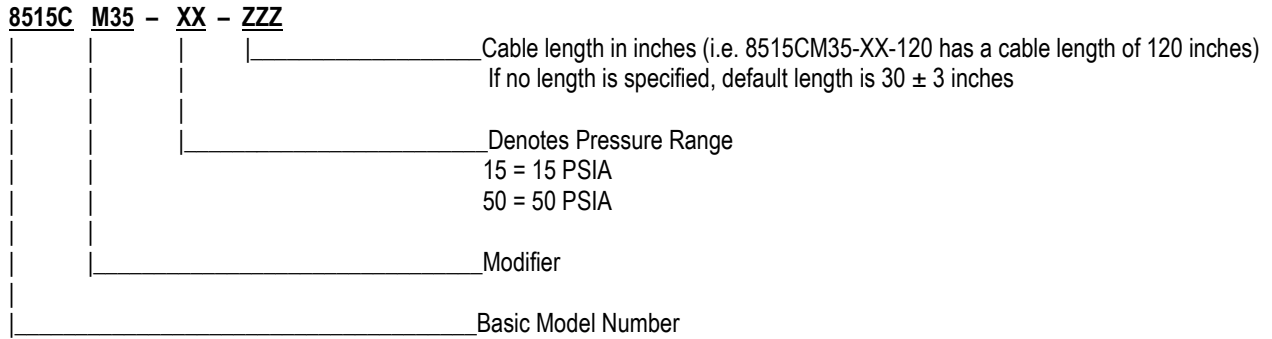 8515C M35 – XX – ZZZ
Cable length in inches (i.e. 8515CM35-XX-120 has a cable length of 120 inches)
If no length is specified, default length is 30 ± 3 inches
Denotes Pressure Range
15 = 15 PSIA
50 = 50 PSIA
Modifier
Basic Model Number